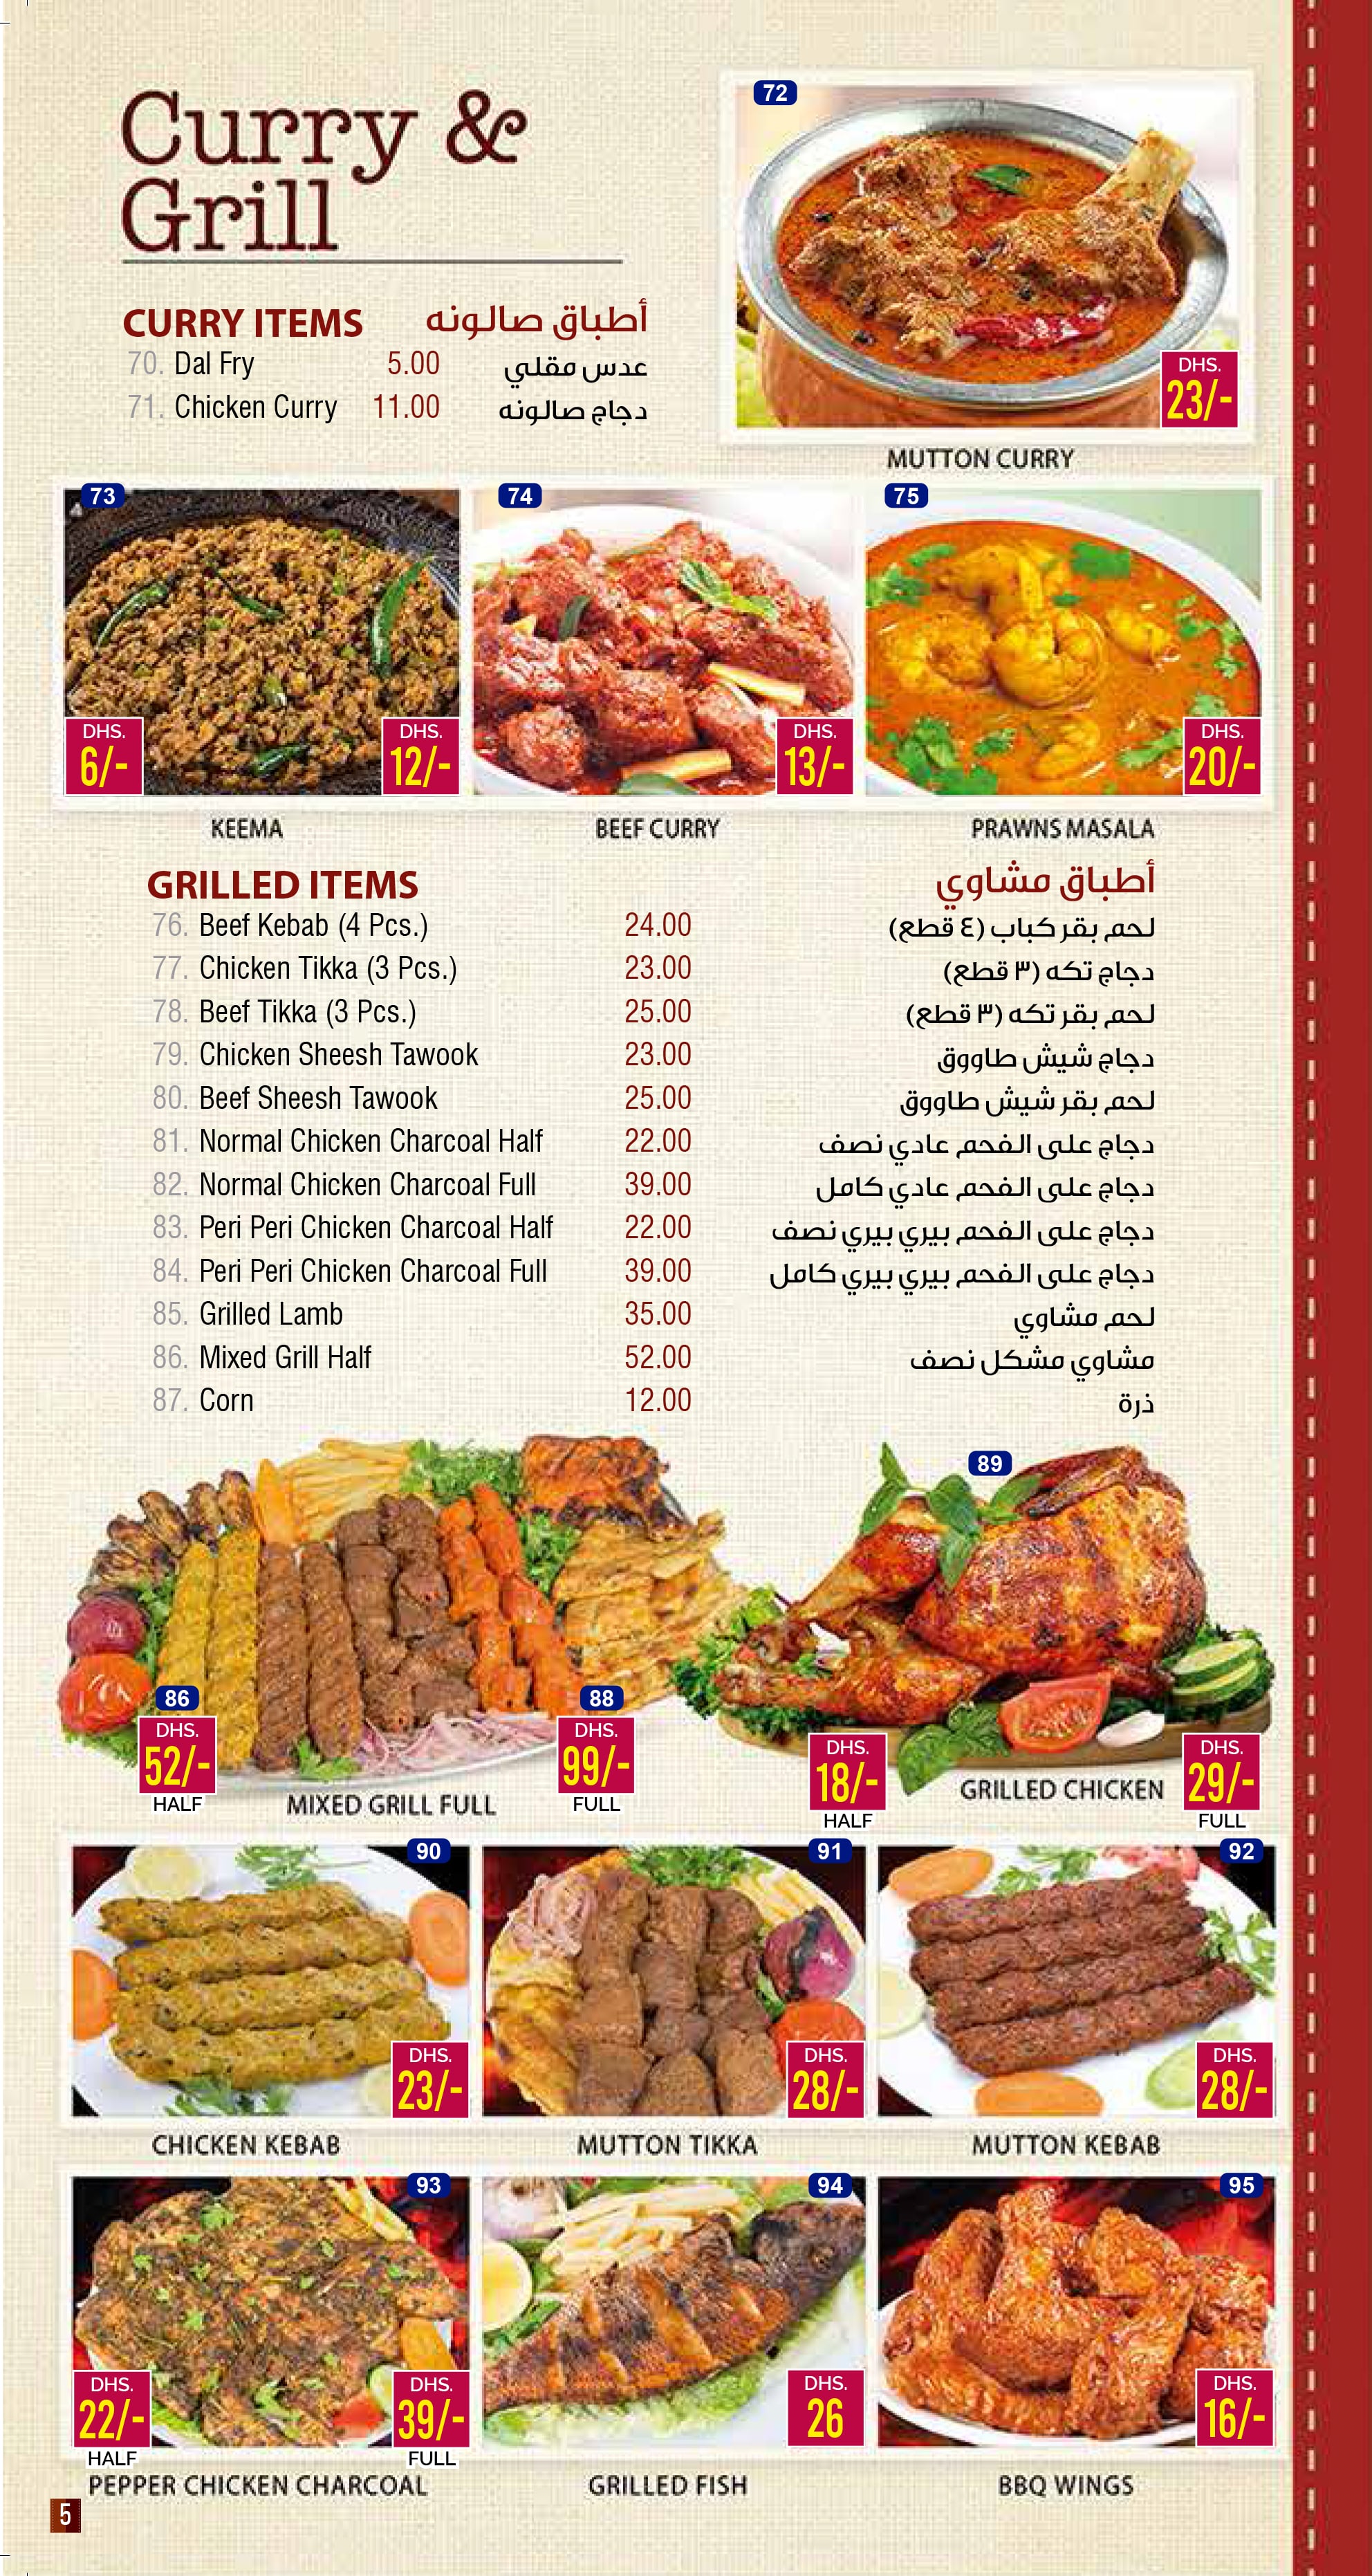 Curry &
Grill
CURRY ITEMS أطباق صالونه
70. Dal Fry 5.00 عدس مقلي
71. Chicken Curry 11.00 دجاج صالونه
72
DHS.
23/-
MUTTON CURRY
73
DHS.
6/-
DHS.
12/-
KEEMA
74
DHS.
13/-
BEEF CURRY
75
DHS.
20/-
PRAWNS MASALA
GRILLED ITEMS أطباق مشاوي
76. Beef Kebab (4 Pcs.) 24.00 لحم بقر كباب (٤ قطع)
77. Chicken Tikka (3 Pcs.) 23.00 دجاج تكه (٣ قطع)
78. Beef Tikka (3 Pcs.) 25.00 لحم بقر تكه (٣ قطع)
79. Chicken Sheesh Tawook 23.00 دجاج شيش طاووق
80. Beef Sheesh Tawook 25.00 لحم بقر شيش طاووق
81. Normal Chicken Charcoal Half 22.00 دجاج على الفحم عادي نصف
82. Normal Chicken Charcoal Full 39.00 دجاج على الفحم عادي كامل
83. Peri Peri Chicken Charcoal Half 22.00 دجاج على الفحم بيري بيري نصف
84. Peri Peri Chicken Charcoal Full 39.00 دجاج على الفحم بيري بيري كامل
85. Grilled Lamb 35.00 لحم مشاوي
86. Mixed Grill Half 52.00 مشاوي مشكل نصف
87. Corn 12.00 ذرة
86
DHS.
52/-
HALF
MIXED GRILL FULL
88
DHS.
99/-
FULL
89
DHS.
18/-
HALF
GRILLED CHICKEN
DHS.
29/-
FULL
90
DHS.
23/-
CHICKEN KEBAB
91
DHS.
28/-
MUTTON TIKKA
92
DHS.
28/-
MUTTON KEBAB
93
DHS.
22/-
HALF
DHS.
39/-
FULL
PEPPER CHICKEN CHARCOAL
94
DHS.
26
GRILLED FISH
95
DHS.
16/-
BBQ WINGS
5